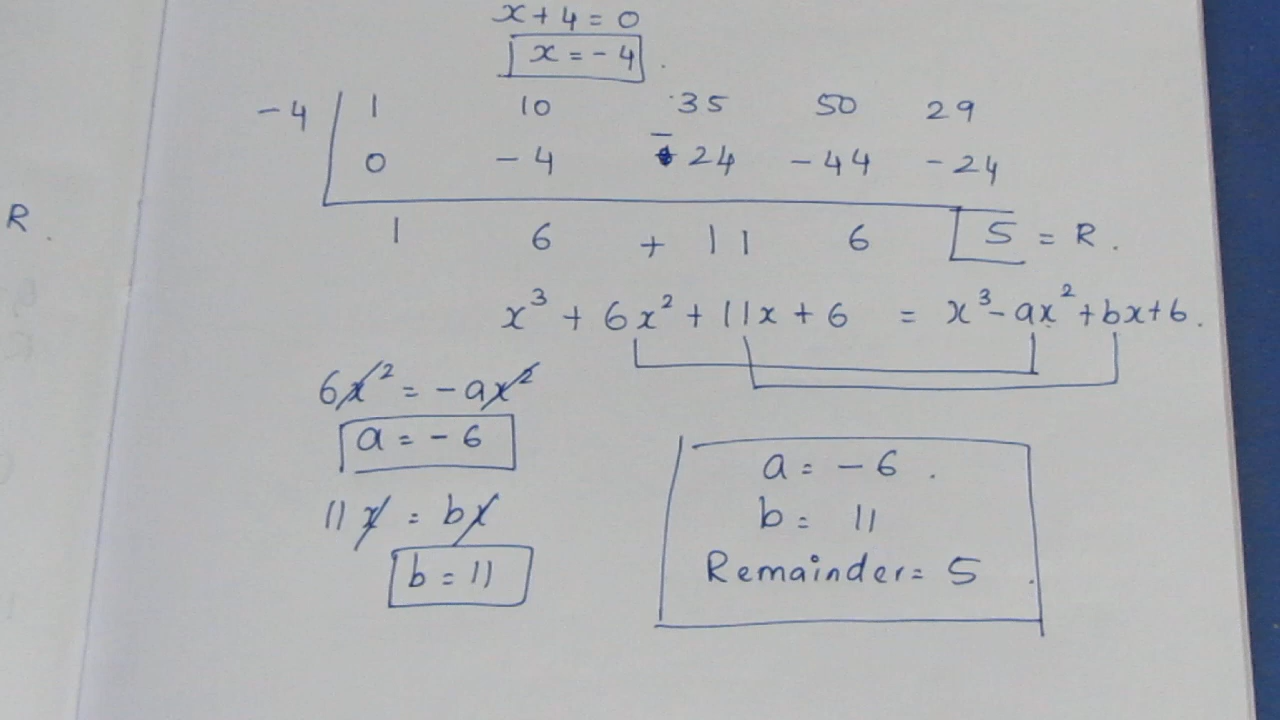 x + 4 = 0
x = - 4
-4 | 1 10 35 50 29
0 - 4 - 24 - 44 - 24
R .
1 6 + 11 6 5 = R .
x³ + 6x² + 11x + 6 = x³ - ax² + bx + 6 .
6x² = - ax²
a = - 6
11x = bx
b = 11
a = - 6 .
b = 11
Remainder = 5